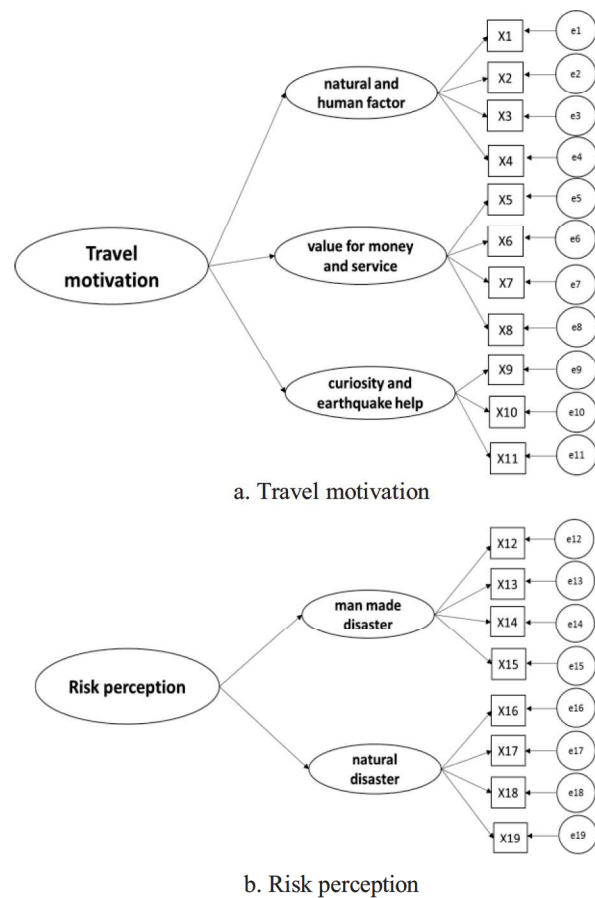 X1
e1
X2
e2
natural and
human factor
X3
e3
X4
e4
X5
e5
Travel
motivation
value for money
and service
X6
e6
X7
e7
X8
e8
curiosity and
earthquake help
X9
e9
X10
e10
X11
e11
a. Travel motivation
X12
e12
man made
disaster
X13
e13
X14
e14
X15
e15
Risk perception
X16
e16
natural
disaster
X17
e17
X18
e18
X19
e19
b. Risk perception